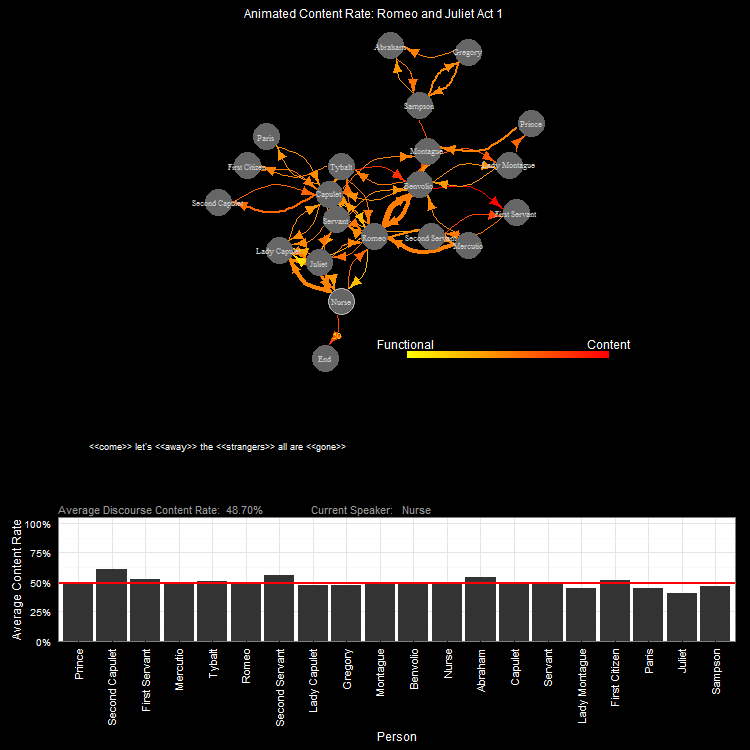 Animated Content Rate: Romeo and Juliet Act 1
Abraham
Gregory
Sampson
Prince
Paris
Montague
First Citizen
Tybalt
Lady Montague
Benvolio
Second Capulet
Capulet
First Servant
Servant
Romeo
Second Servant
Mercutio
Lady Capulet
Juliet
Nurse
End
Functional
Content
<<come>> let's <<away>> the <<strangers>> all are <<gone>>
Average Discourse Content Rate: 48.70%
Current Speaker: Nurse
Average Content Rate
100%
75%
50%
25%
0%
Prince
Second Capulet
First Servant
Mercutio
Tybalt
Romeo
Second Servant
Lady Capulet
Gregory
Montague
Benvolio
Nurse
Abraham
Capulet
Servant
Lady Montague
First Citizen
Paris
Juliet
Sampson
Person